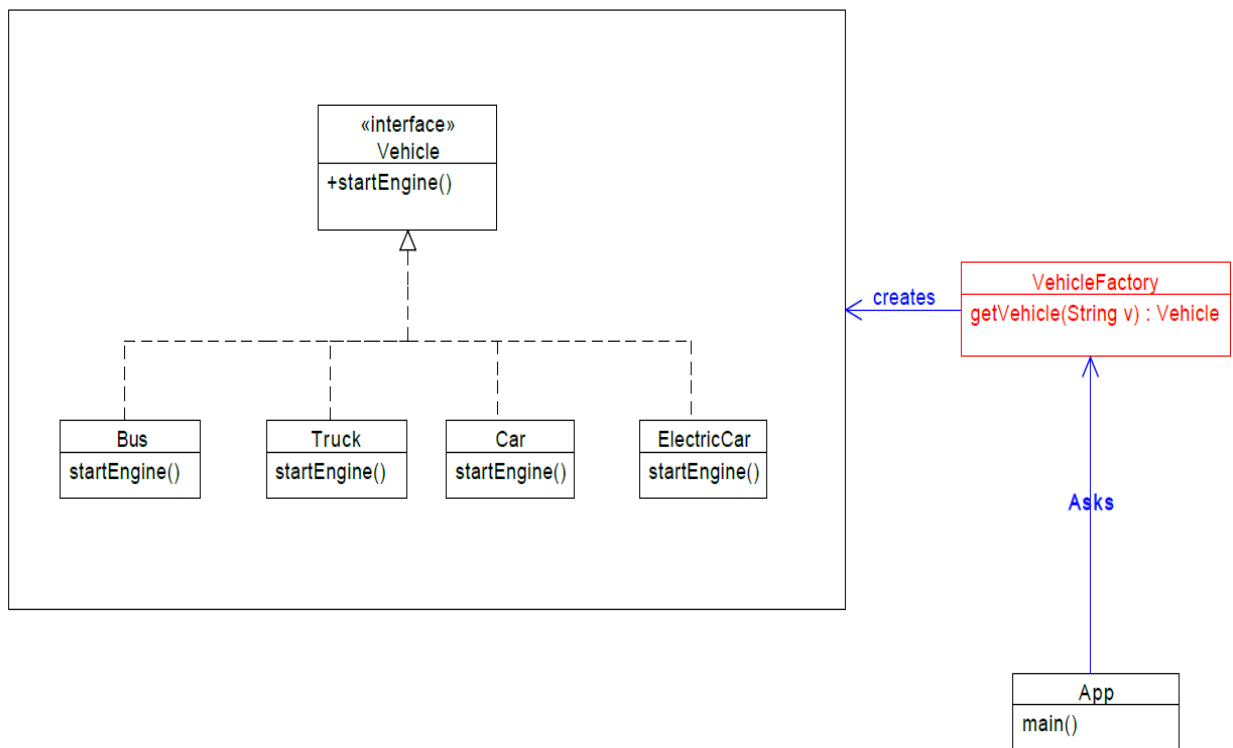 «interface»
Vehicle
+startEngine()
creates
VehicleFactory
getVehicle(String v) : Vehicle
Bus
startEngine()
Truck
startEngine()
Car
startEngine()
ElectricCar
startEngine()
Asks
App
main()